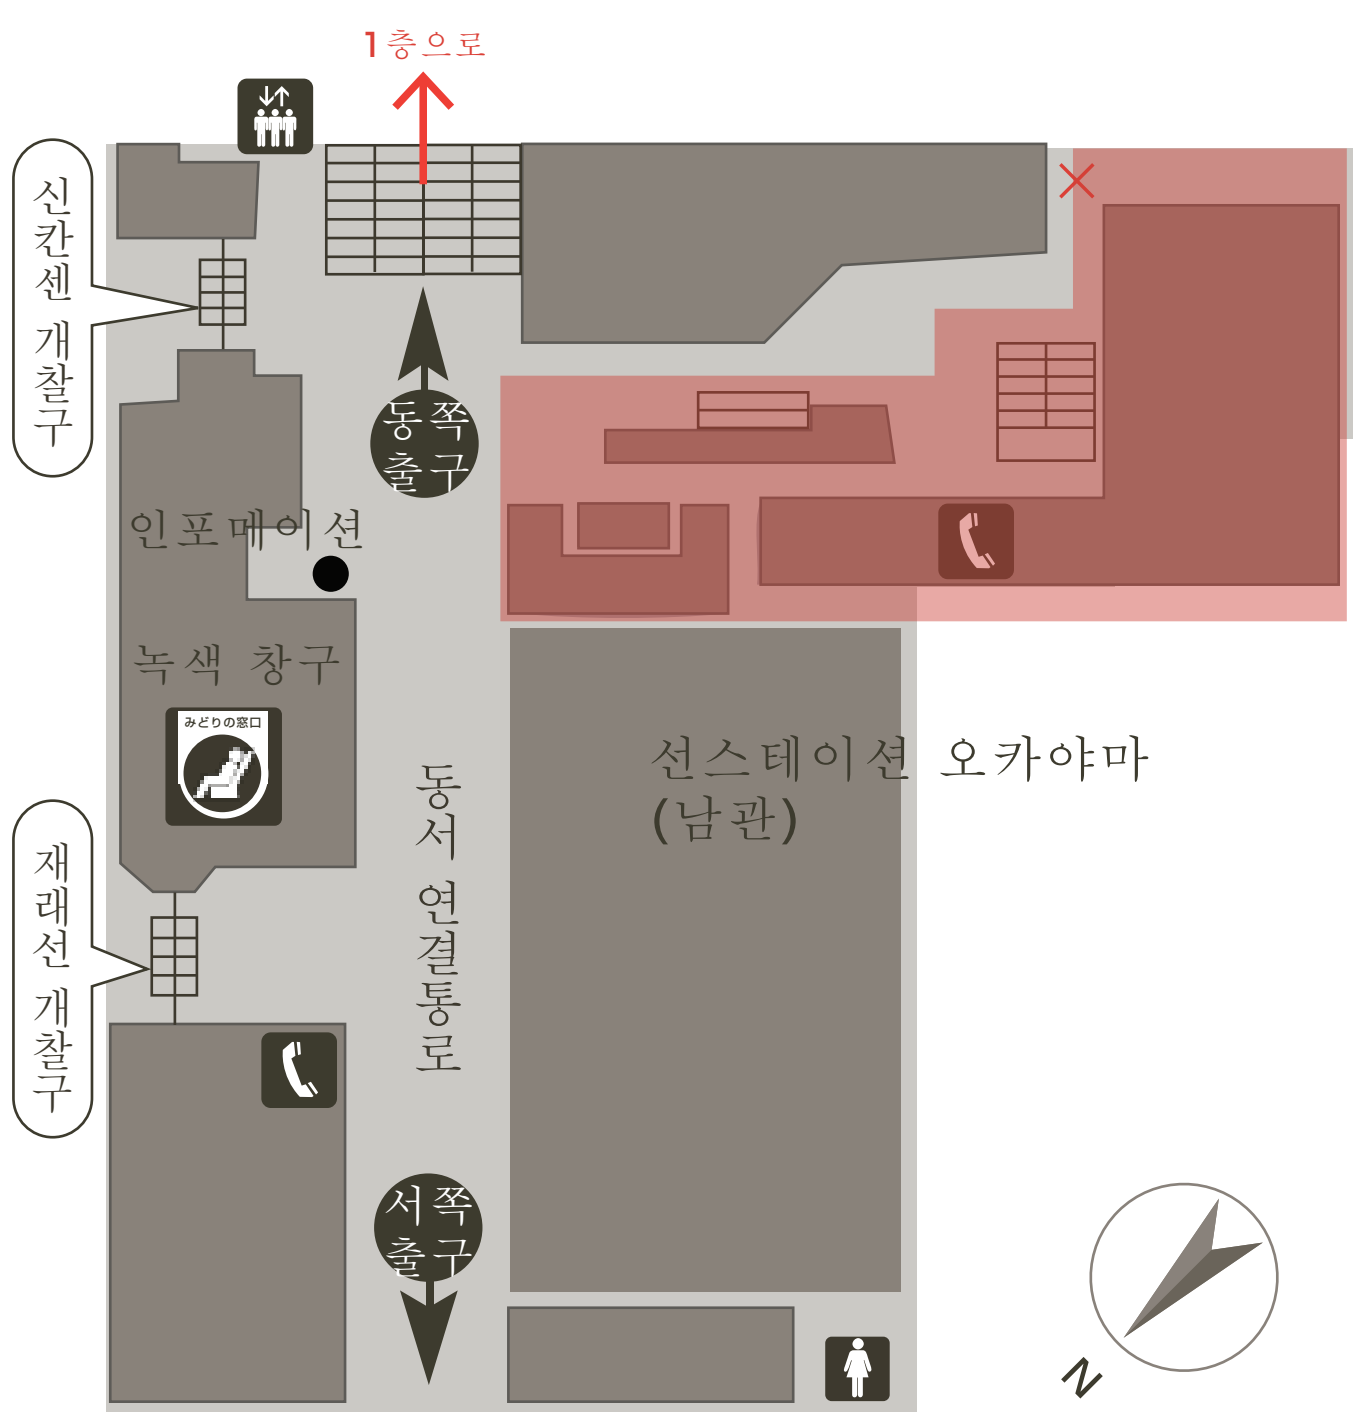 1층으로
신칸센 개찰구
동쪽
출구
인포메이션
녹색 창구
みどりの窓口
선스테이션 오카야마
(남관)
동서 연결통로
재래선 개찰구
서쪽
출구
N